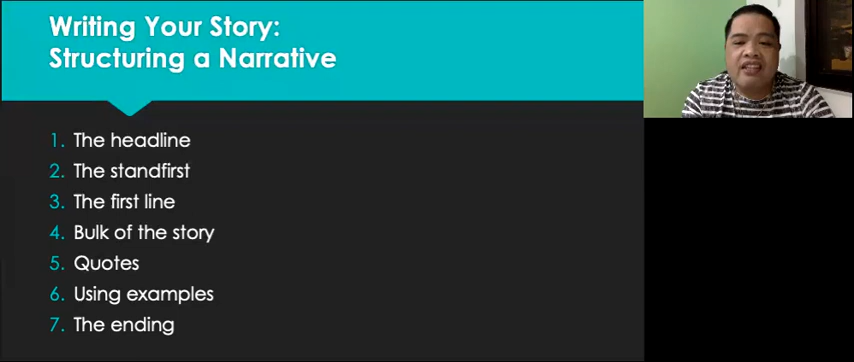 Writing Your Story:
Structuring a Narrative
1. The headline
2. The standfirst
3. The first line
4. Bulk of the story
5. Quotes
6. Using examples
7. The ending